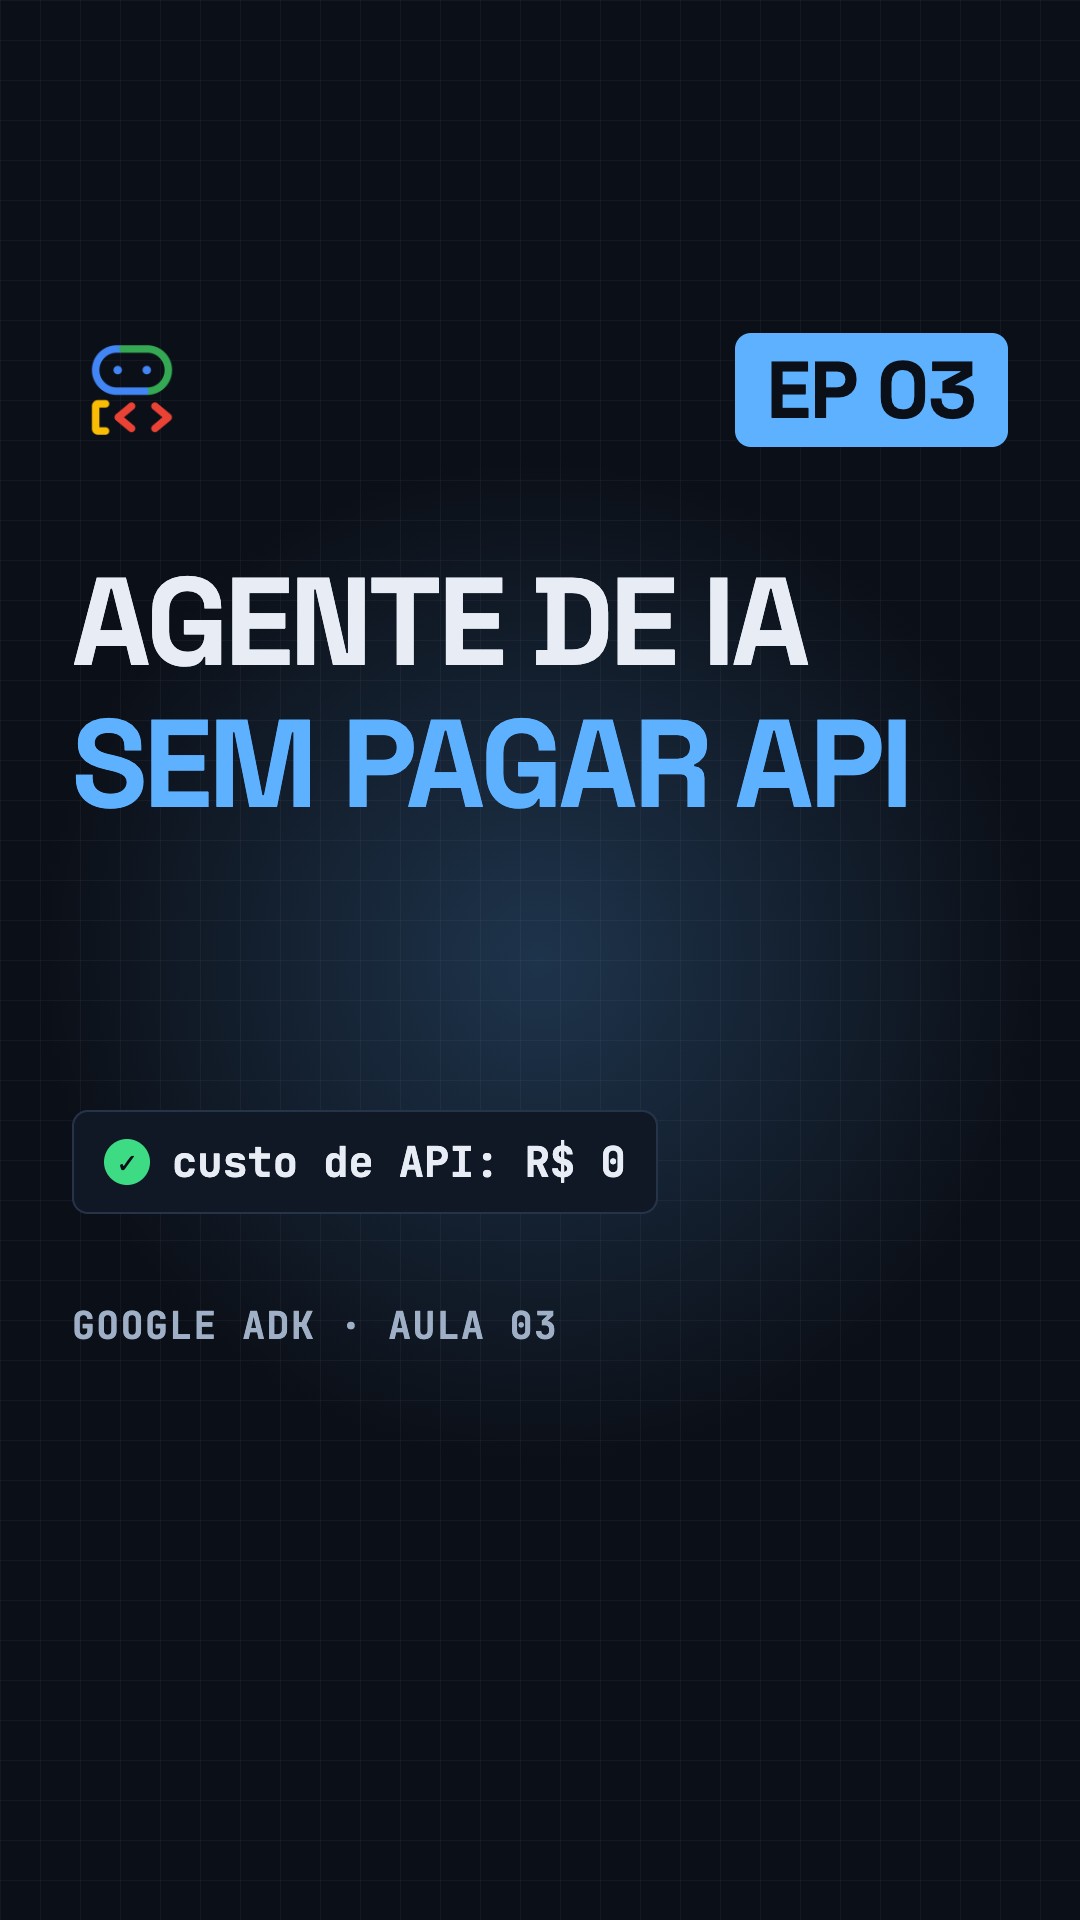 EP 03
AGENTE DE IA
SEM PAGAR API
✓ custo de API: R$ 0
GOOGLE ADK · AULA 03